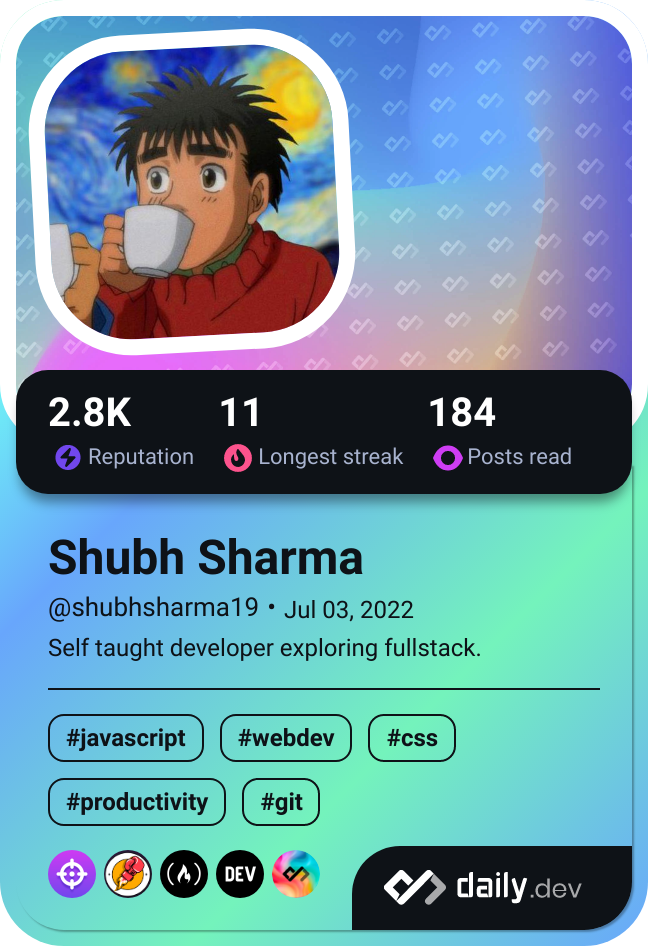 2.8K 11 184
Reputation Longest streak Posts read
Shubh Sharma
@shubhsharma19 • Jul 03, 2022
Self taught developer exploring fullstack.
#javascript #webdev #css
#productivity #git
DEV
daily.dev